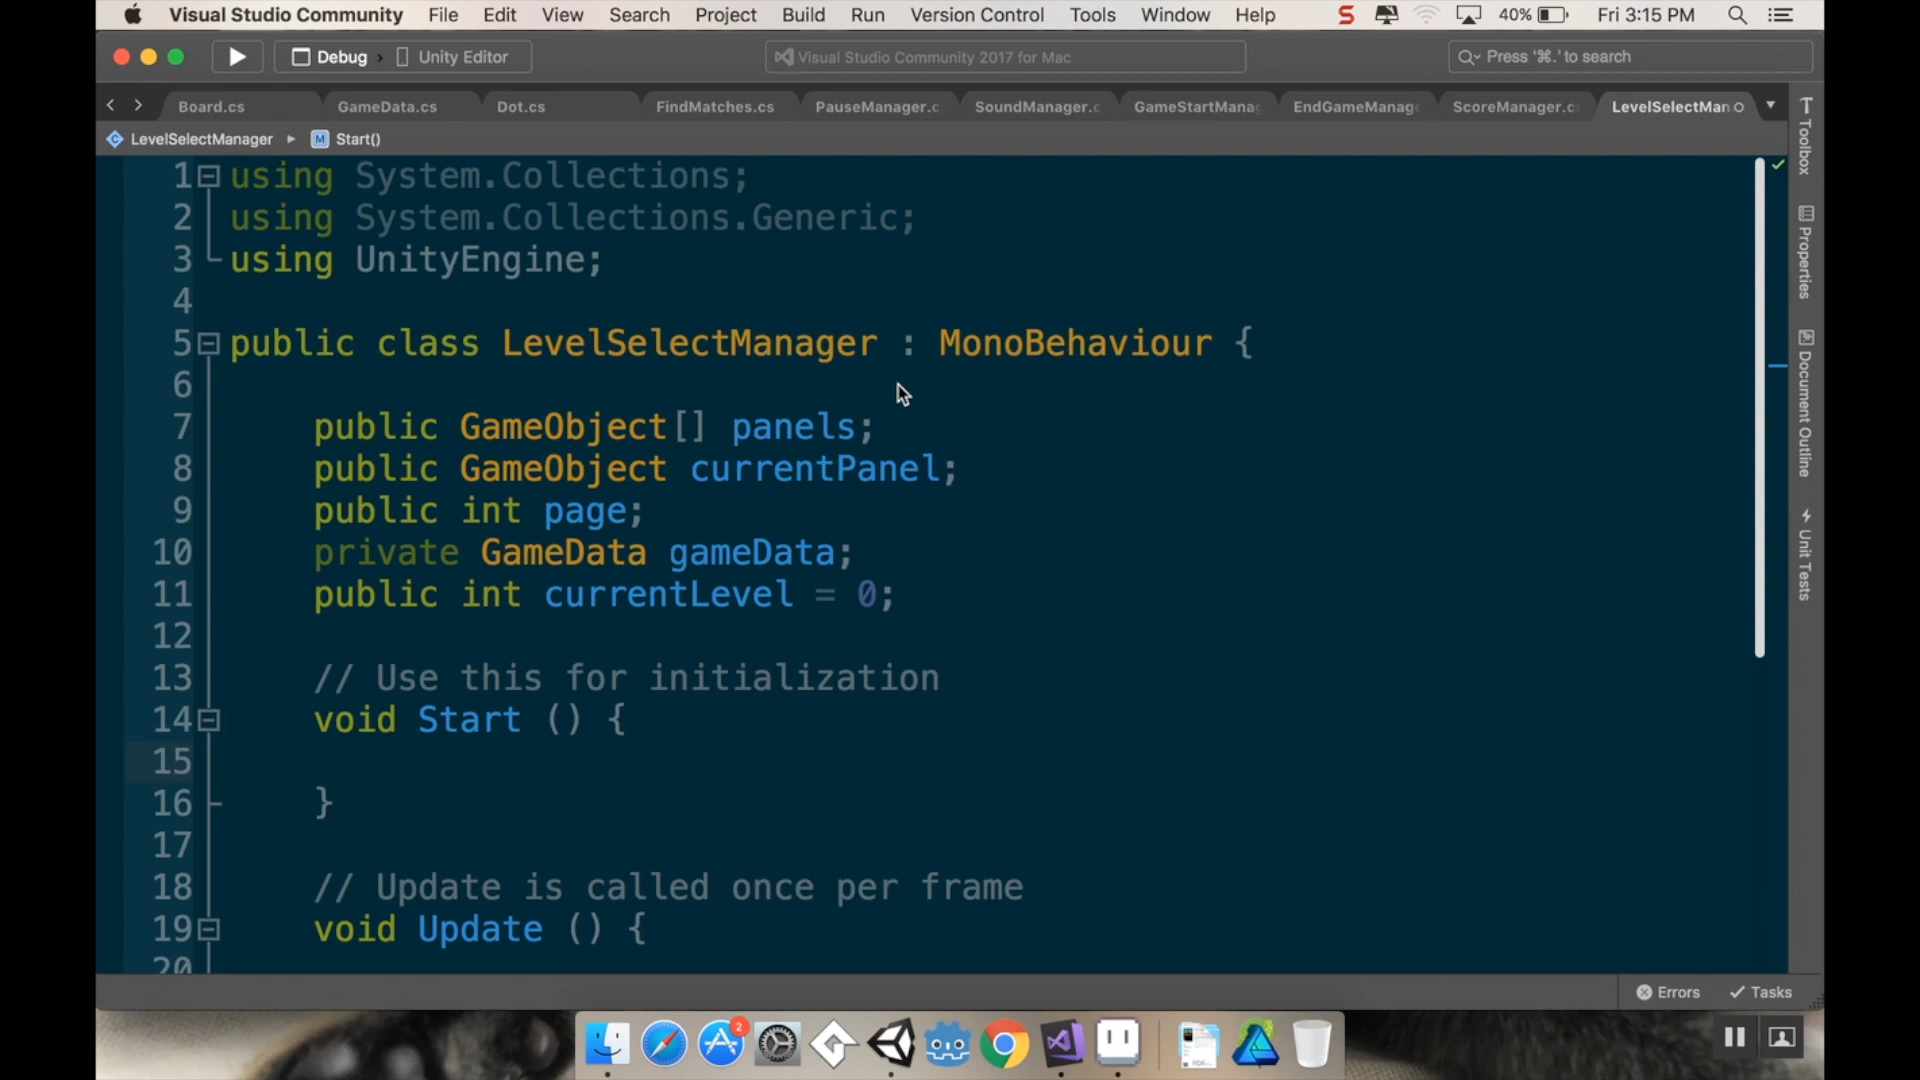 Visual Studio Community File Edit View Search Project Build Run Version Control Tools Window Help 40% Fri 3:15 PM
Debug Unity Editor Visual Studio Community 2017 for Mac Press '⌘.' to search
Board.cs GameData.cs Dot.cs FindMatches.cs PauseManager.c SoundManager.c GameStartMana EndGameManag ScoreManager.c LevelSelectMan
LevelSelectManager M Start()
1 using System.Collections;
2 using System.Collections.Generic;
3 using UnityEngine;
4
5 public class LevelSelectManager : MonoBehaviour {
6
7 public GameObject[] panels;
8 public GameObject currentPanel;
9 public int page;
10 private GameData gameData;
11 public int currentLevel = 0;
12
13 // Use this for initialization
14 void Start () {
15
16 }
17
18 // Update is called once per frame
19 void Update () {
20
Toolbox
Properties
Document Outline
Unit Tests
Errors Tasks
2
PDF